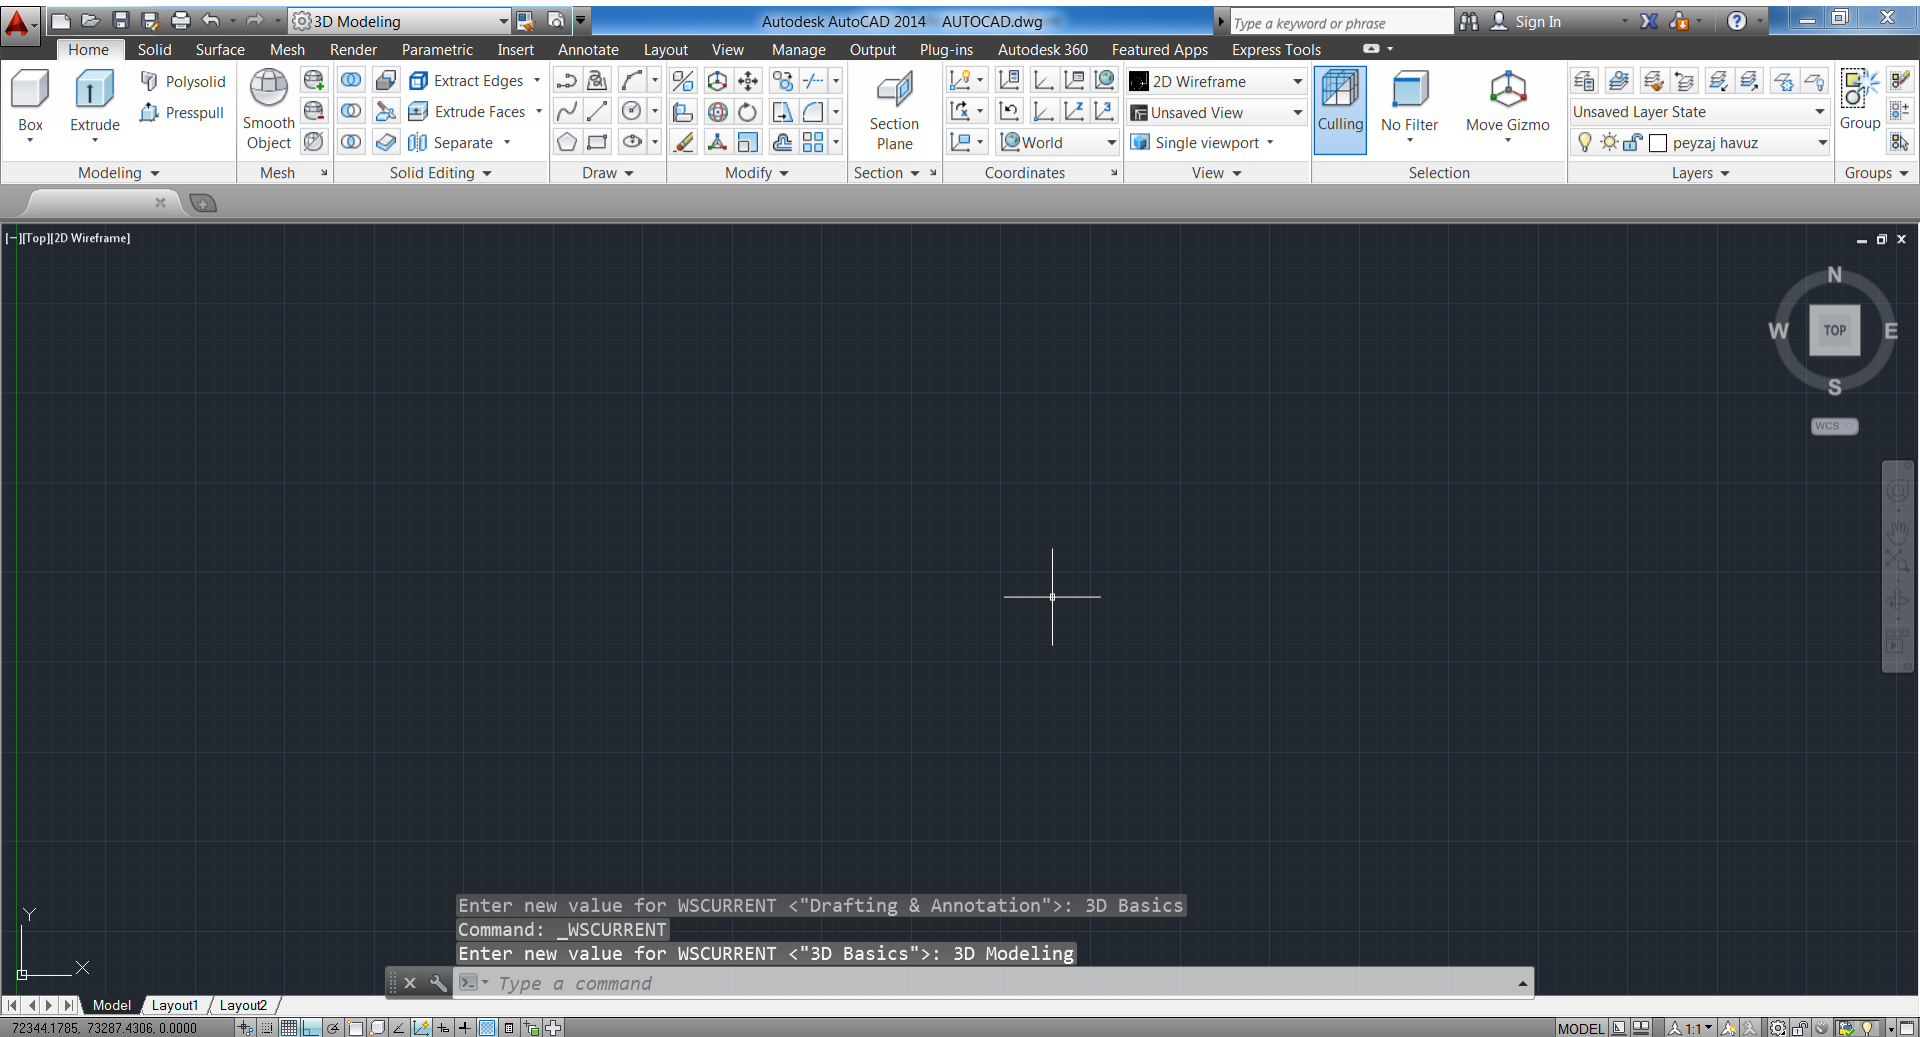 3D Modeling
Autodesk AutoCAD 2014 AUTOCAD.dwg
Type a keyword or phrase
Sign In
Home Solid Surface Mesh Render Parametric Insert Annotate Layout View Manage Output Plug-ins Autodesk 360 Featured Apps Express Tools
Box
Extrude
Polysolid
Presspull
Modeling
Smooth
Object
Mesh
Extract Edges
Extrude Faces
Separate
Solid Editing
Draw
Modify
Section
Plane
Section
World
Coordinates
2D Wireframe
Unsaved View
Single viewport
View
Culling
No Filter
Move Gizmo
Selection
Unsaved Layer State
peyzaj havuz
Layers
Group
Groups
[−][Top][2D Wireframe]
N
W TOP E
S
WCS
Y
X
Enter new value for WSCURRENT <"Drafting & Annotation">: 3D Basics
Command: _WSCURRENT
Enter new value for WSCURRENT <"3D Basics">: 3D Modeling
Type a command
Model Layout1 Layout2
72344.1785, 73287.4306, 0.0000
MODEL
1:1